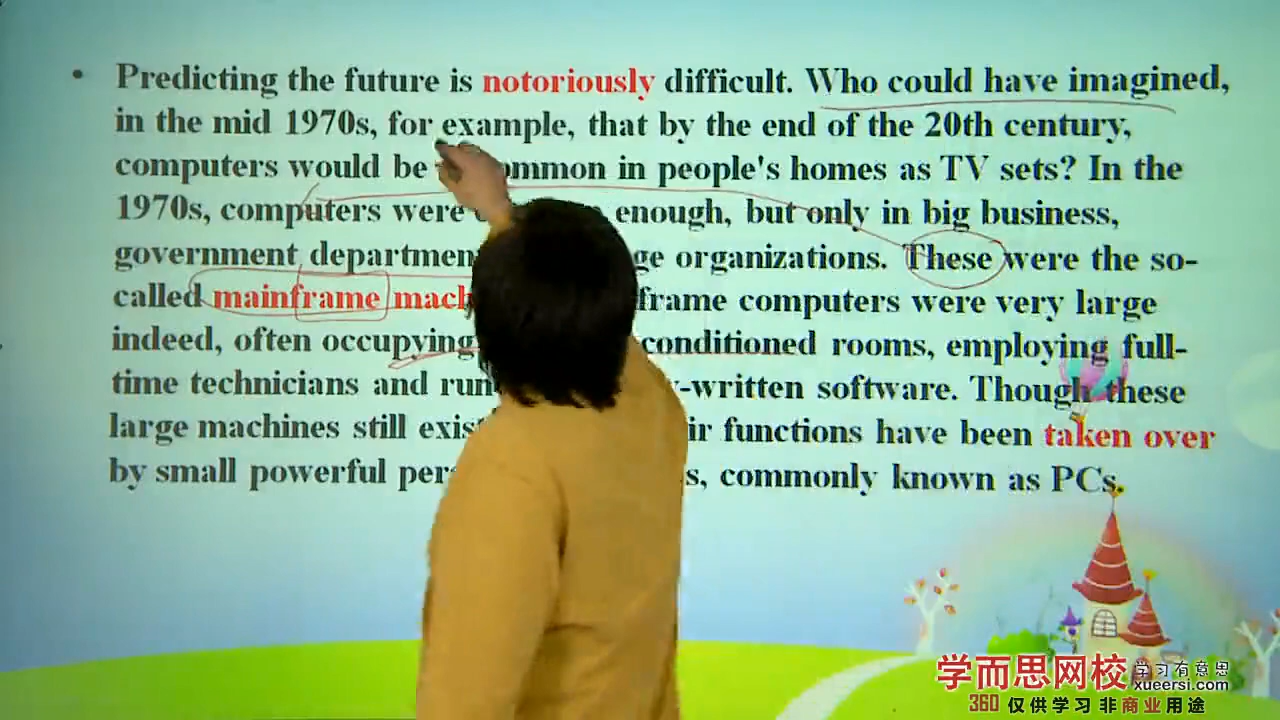 • Predicting the future is notoriously difficult. Who could have imagined,
in the mid 1970s, for example, that by the end of the 20th century,
computers would be ommon in people's homes as TV sets? In the
1970s, computers were enough, but only in big business,
government departmen ge organizations. These were the so-
called mainframe mach frame computers were very large
indeed, often occupying conditioned rooms, employing full-
time technicians and run -written software. Though these
large machines still exis ir functions have been taken over
by small powerful per s, commonly known as PCs.
学而思网校 学习有意思
xueersi.com
360 仅供学习 非商业用途